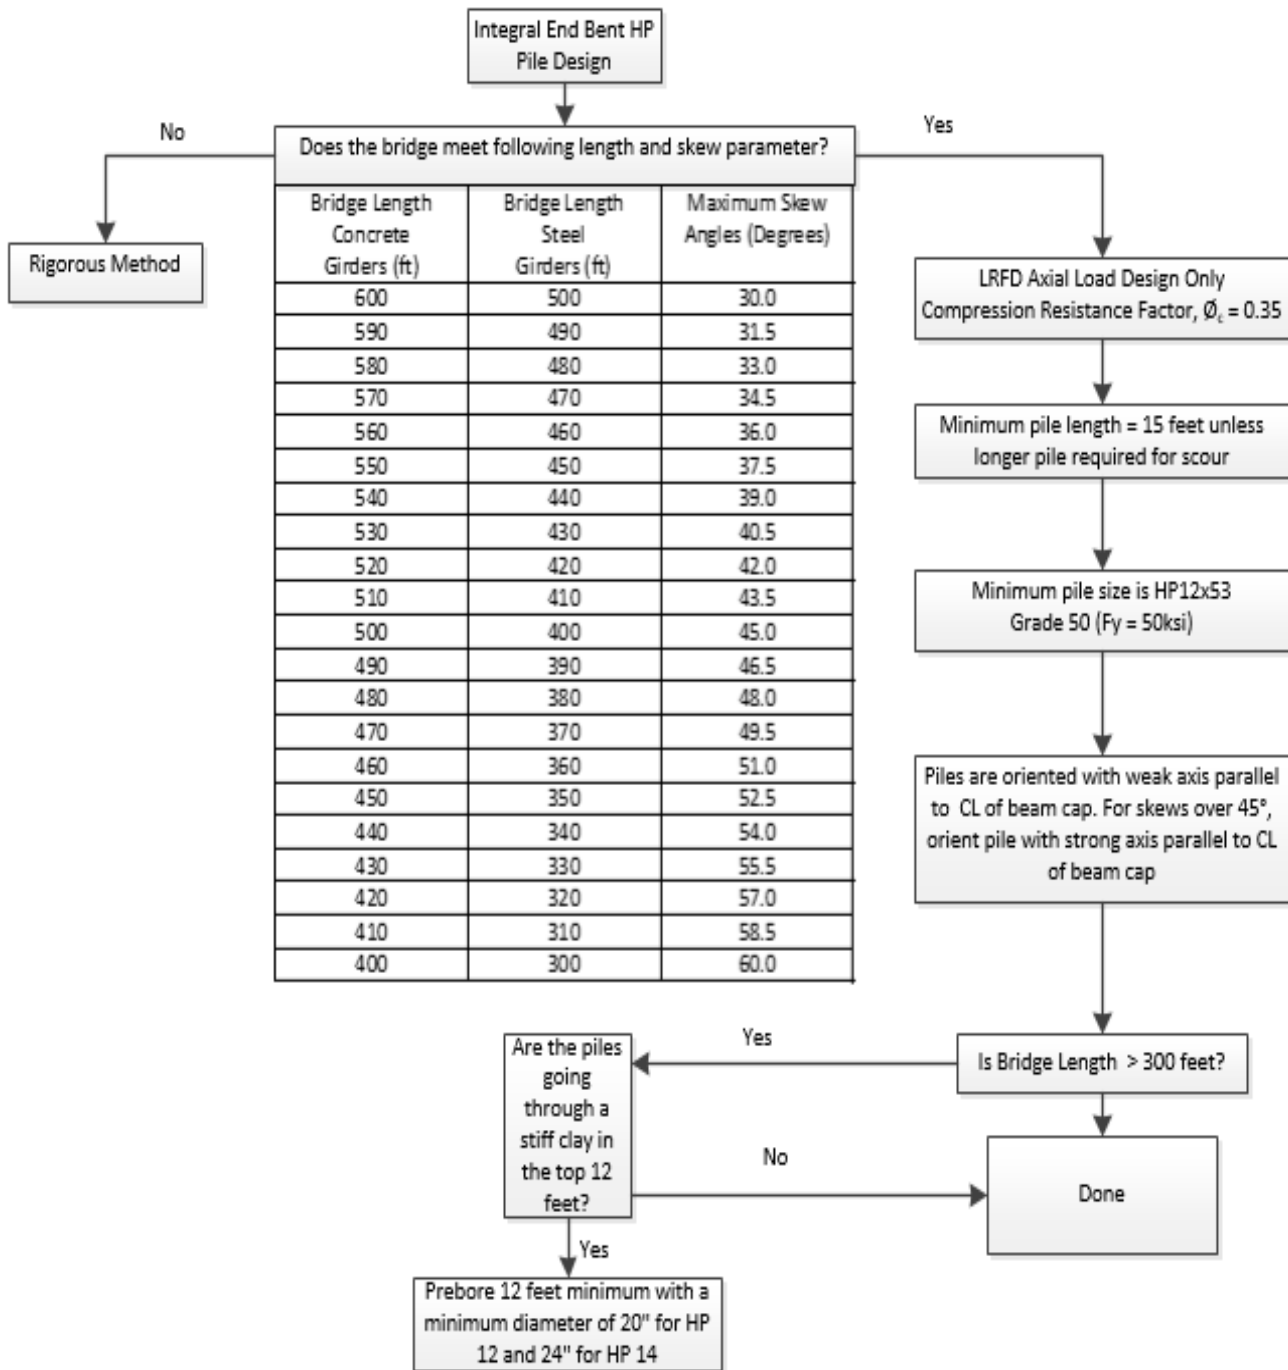 Integral End Bent HP
Pile Design
No
Yes
Does the bridge meet following length and skew parameter?
Bridge Length
Concrete
Girders (ft)
Bridge Length
Steel
Girders (ft)
Maximum Skew
Angles (Degrees)
600 500 30.0
590 490 31.5
580 480 33.0
570 470 34.5
560 460 36.0
550 450 37.5
540 440 39.0
530 430 40.5
520 420 42.0
510 410 43.5
500 400 45.0
490 390 46.5
480 380 48.0
470 370 49.5
460 360 51.0
450 350 52.5
440 340 54.0
430 330 55.5
420 320 57.0
410 310 58.5
400 300 60.0
Rigorous Method
LRFD Axial Load Design Only
Compression Resistance Factor, Ø꜀ = 0.35
Minimum pile length = 15 feet unless
longer pile required for scour
Minimum pile size is HP12x53
Grade 50 (Fy = 50ksi)
Piles are oriented with weak axis parallel
to CL of beam cap. For skews over 45°,
orient pile with strong axis parallel to CL
of beam cap
Is Bridge Length > 300 feet?
Yes
Are the piles
going
through a
stiff clay in
the top 12
feet?
No
Done
Yes
Prebore 12 feet minimum with a
minimum diameter of 20" for HP
12 and 24" for HP 14